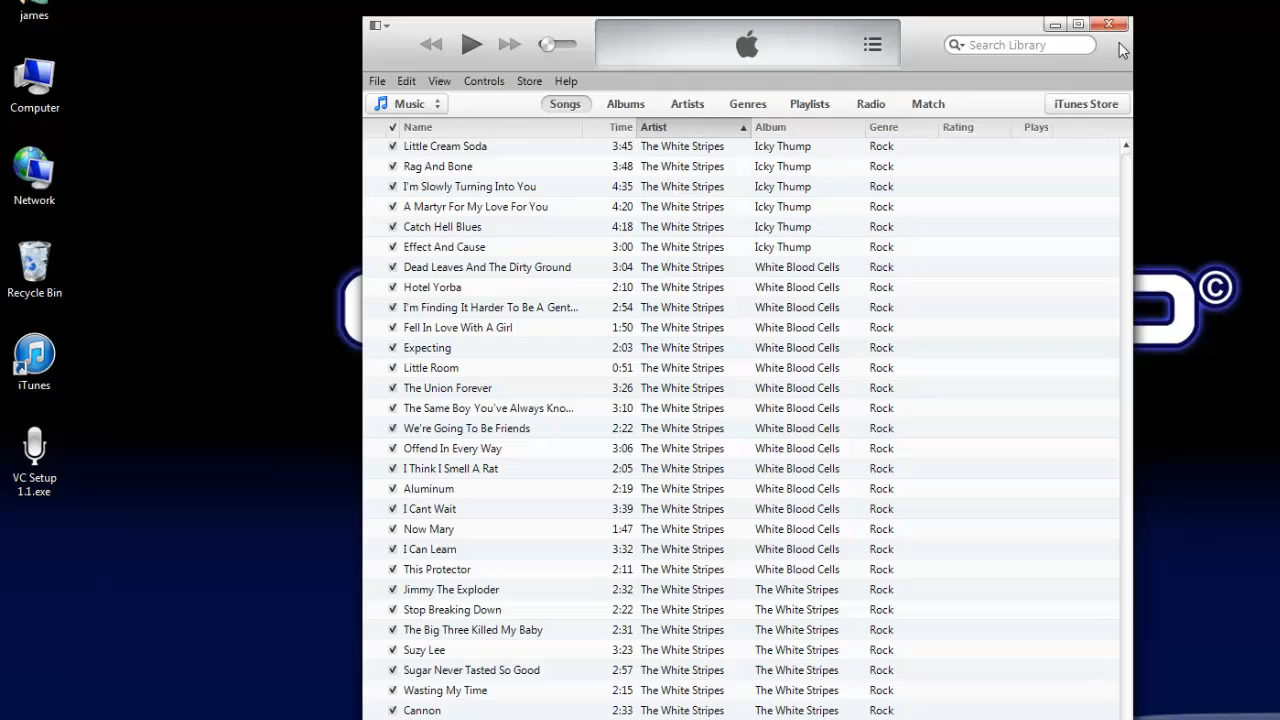 james
Computer
Network
Recycle Bin
iTunes
VC Setup
1.1.exe
Search Library
File Edit View Controls Store Help
Music Songs Albums Artists Genres Playlists Radio Match iTunes Store
Name Time Artist Album Genre Rating Plays
Little Cream Soda 3:45 The White Stripes Icky Thump Rock
Rag And Bone 3:48 The White Stripes Icky Thump Rock
I'm Slowly Turning Into You 4:35 The White Stripes Icky Thump Rock
A Martyr For My Love For You 4:20 The White Stripes Icky Thump Rock
Catch Hell Blues 4:18 The White Stripes Icky Thump Rock
Effect And Cause 3:00 The White Stripes Icky Thump Rock
Dead Leaves And The Dirty Ground 3:04 The White Stripes White Blood Cells Rock
Hotel Yorba 2:10 The White Stripes White Blood Cells Rock
I'm Finding It Harder To Be A Gent... 2:54 The White Stripes White Blood Cells Rock
Fell In Love With A Girl 1:50 The White Stripes White Blood Cells Rock
Expecting 2:03 The White Stripes White Blood Cells Rock
Little Room 0:51 The White Stripes White Blood Cells Rock
The Union Forever 3:26 The White Stripes White Blood Cells Rock
The Same Boy You've Always Kno... 3:10 The White Stripes White Blood Cells Rock
We're Going To Be Friends 2:22 The White Stripes White Blood Cells Rock
Offend In Every Way 3:06 The White Stripes White Blood Cells Rock
I Think I Smell A Rat 2:05 The White Stripes White Blood Cells Rock
Aluminum 2:19 The White Stripes White Blood Cells Rock
I Cant Wait 3:39 The White Stripes White Blood Cells Rock
Now Mary 1:47 The White Stripes White Blood Cells Rock
I Can Learn 3:32 The White Stripes White Blood Cells Rock
This Protector 2:11 The White Stripes White Blood Cells Rock
Jimmy The Exploder 2:32 The White Stripes The White Stripes Rock
Stop Breaking Down 2:22 The White Stripes The White Stripes Rock
The Big Three Killed My Baby 2:31 The White Stripes The White Stripes Rock
Suzy Lee 3:23 The White Stripes The White Stripes Rock
Sugar Never Tasted So Good 2:57 The White Stripes The White Stripes Rock
Wasting My Time 2:15 The White Stripes The White Stripes Rock
Cannon 2:33 The White Stripes The White Stripes Rock
©